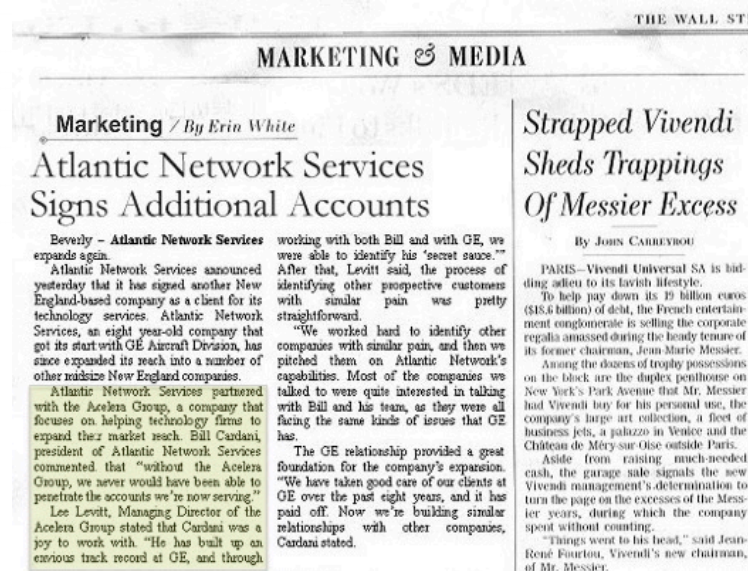 THE WALL ST
MARKETING & MEDIA
Marketing / By Erin White
Atlantic Network Services
Signs Additional Accounts
Beverly – Atlantic Network Services
expands again.
Atlantic Network Services announced
yesterday that it has signed another New
England-based company as a client for its
technology services. Atlantic Network
Services, an eight year-old company that
got its start with GE Aircraft Division, has
since expanded its reach into a number of
other midsize New England companies.
Atlantic Network Services partnered
with the Acelera Group, a company that
focuses on helping technology firms to
expand their market reach. Bill Cardani,
president of Atlantic Network Services
commented that "without the Acelera
Group, we never would have been able to
penetrate the accounts we're now serving."
Lee Levitt, Managing Director of the
Acelera Group stated that Cardani was a
joy to work with. "He has built up an
envious track record at GE, and through
working with both Bill and with GE, we
were able to identify his 'secret sauce.'"
After that, Levitt said, the process of
identifying other prospective customers
with similar pain was pretty
straightforward.
"We worked hard to identify other
companies with similar pain, and then we
pitched them on Atlantic Network's
capabilities. Most of the companies we
talked to were quite interested in talking
with Bill and his team, as they were all
facing the same kinds of issues that GE
has.
The GE relationship provided a great
foundation for the company's expansion.
"We have taken good care of our clients at
GE over the past eight years, and it has
paid off. Now we're building similar
relationships with other companies,
Cardani stated.
Strapped Vivendi
Sheds Trappings
Of Messier Excess
By JOHN CARREYROU
PARIS—Vivendi Universal SA is bid-
ding adieu to its lavish lifestyle.
To help pay down its 19 billion euros
($18.6 billion) of debt, the French entertain-
ment conglomerate is selling the corporate
regalia amassed during the heady tenure of
its former chairman, Jean-Marie Messier.
Among the dozens of trophy possessions
on the block are the duplex penthouse on
New York's Park Avenue that Mr. Messier
had Vivendi buy for his personal use, the
company's large art collection, a fleet of
business jets, a palazzo in Venice and the
Château de Méry-sur-Oise outside Paris.
Aside from raising much-needed
cash, the garage sale signals the new
Vivendi management's determination to
turn the page on the excesses of the Mess-
ier years, during which the company
spent without counting.
"Things went to his head," said Jean-
René Fourtou, Vivendi's new chairman,
of Mr. Messier.